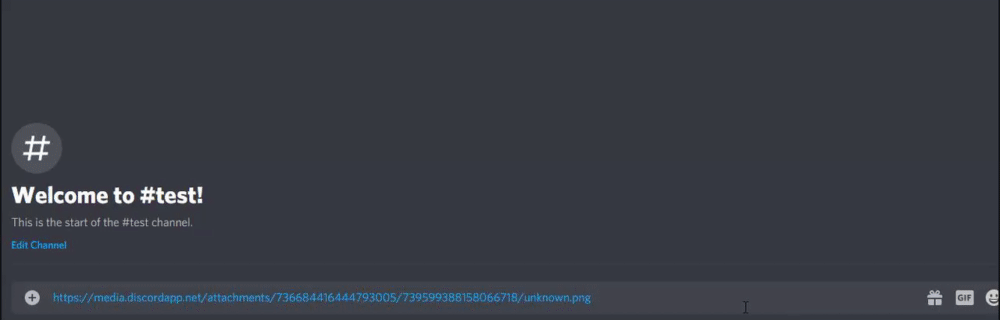 #
Welcome to #test!
This is the start of the #test channel.
Edit Channel
https://media.discordapp.net/attachments/736684416444793005/739599388158066718/unknown.png GIF